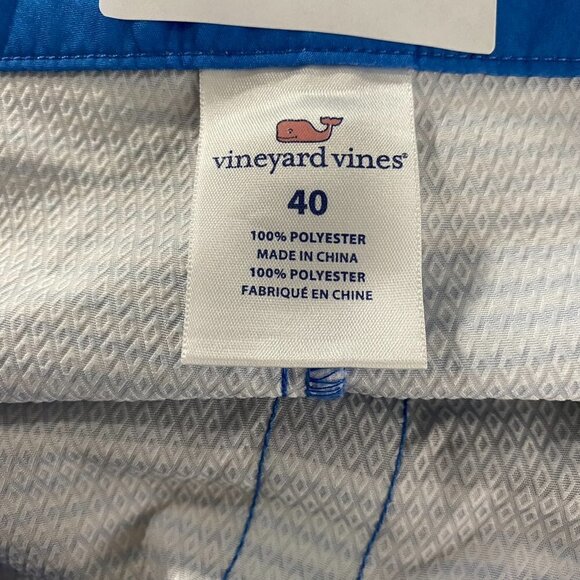 vineyard vines®
40
100% POLYESTER
MADE IN CHINA
100% POLYESTER
FABRIQUÉ EN CHINE